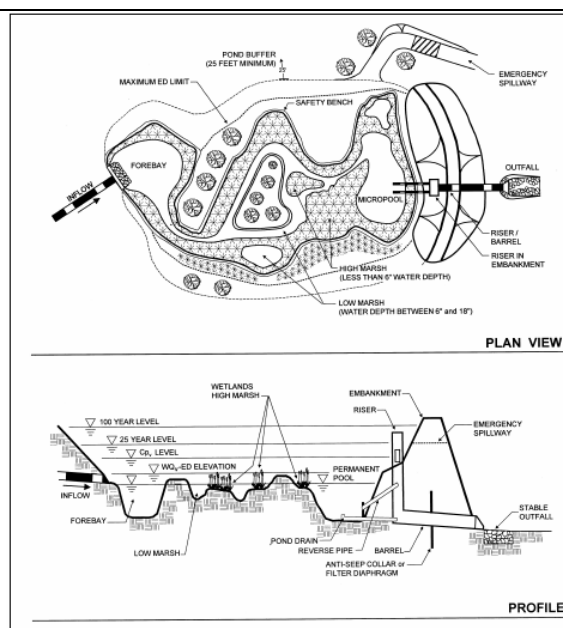 POND BUFFER
(25 FEET MINIMUM)
25'
MAXIMUM ED LIMIT
SAFETY BENCH
EMERGENCY
SPILLWAY
FOREBAY
INFLOW
MICROPOOL
OUTFALL
RISER /
BARREL
RISER IN
EMBANKMENT
HIGH MARSH
(LESS THAN 6" WATER DEPTH)
LOW MARSH
(WATER DEPTH BETWEEN 6" and 18")
PLAN VIEW
WETLANDS
HIGH MARSH
EMBANKMENT
RISER
100 YEAR LEVEL
EMERGENCY
SPILLWAY
25 YEAR LEVEL
Cpv LEVEL
WQv-ED ELEVATION
PERMANENT
POOL
INFLOW
FOREBAY
STABLE
OUTFALL
LOW MARSH
POND DRAIN
REVERSE PIPE
BARREL
ANTI-SEEP COLLAR or
FILTER DIAPHRAGM
PROFILE